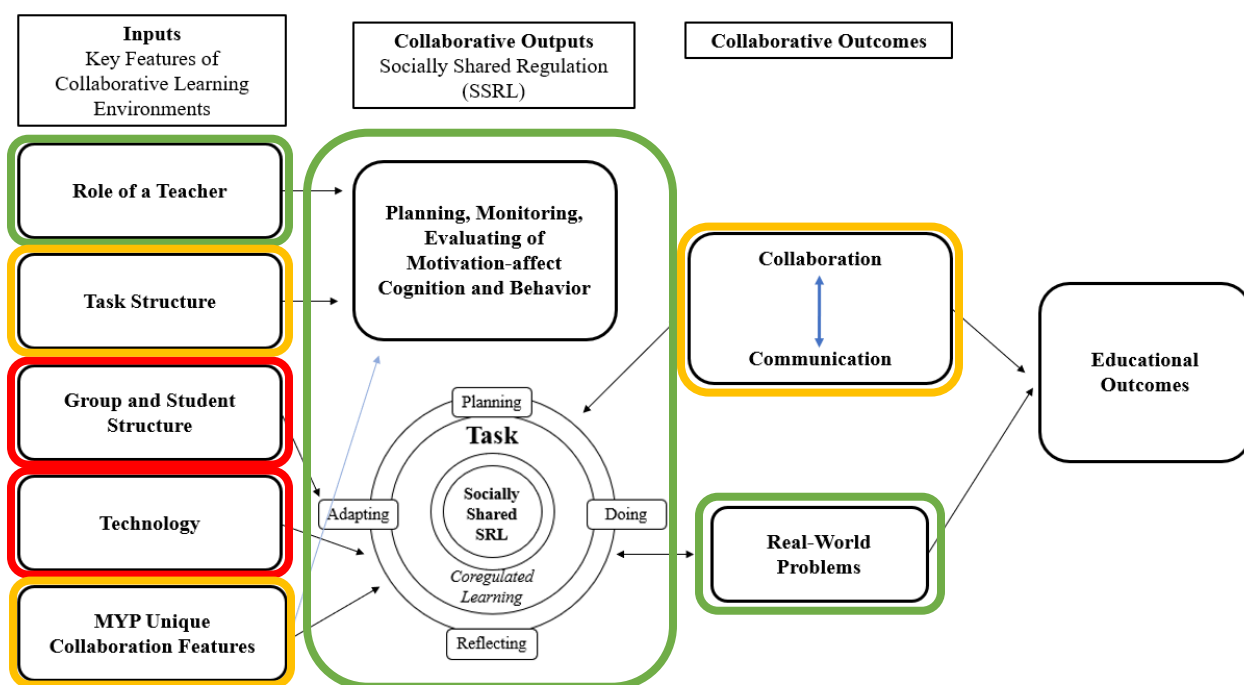 Inputs
Key Features of
Collaborative Learning
Environments
Collaborative Outputs
Socially Shared Regulation
(SSRL)
Collaborative Outcomes
Role of a Teacher
Task Structure
Group and Student
Structure
Technology
MYP Unique
Collaboration Features
Planning, Monitoring,
Evaluating of
Motivation-affect
Cognition and Behavior
Planning
Task
Socially
Shared
SRL
Adapting
Doing
Coregulated
Learning
Reflecting
Collaboration
Communication
Real-World
Problems
Educational
Outcomes